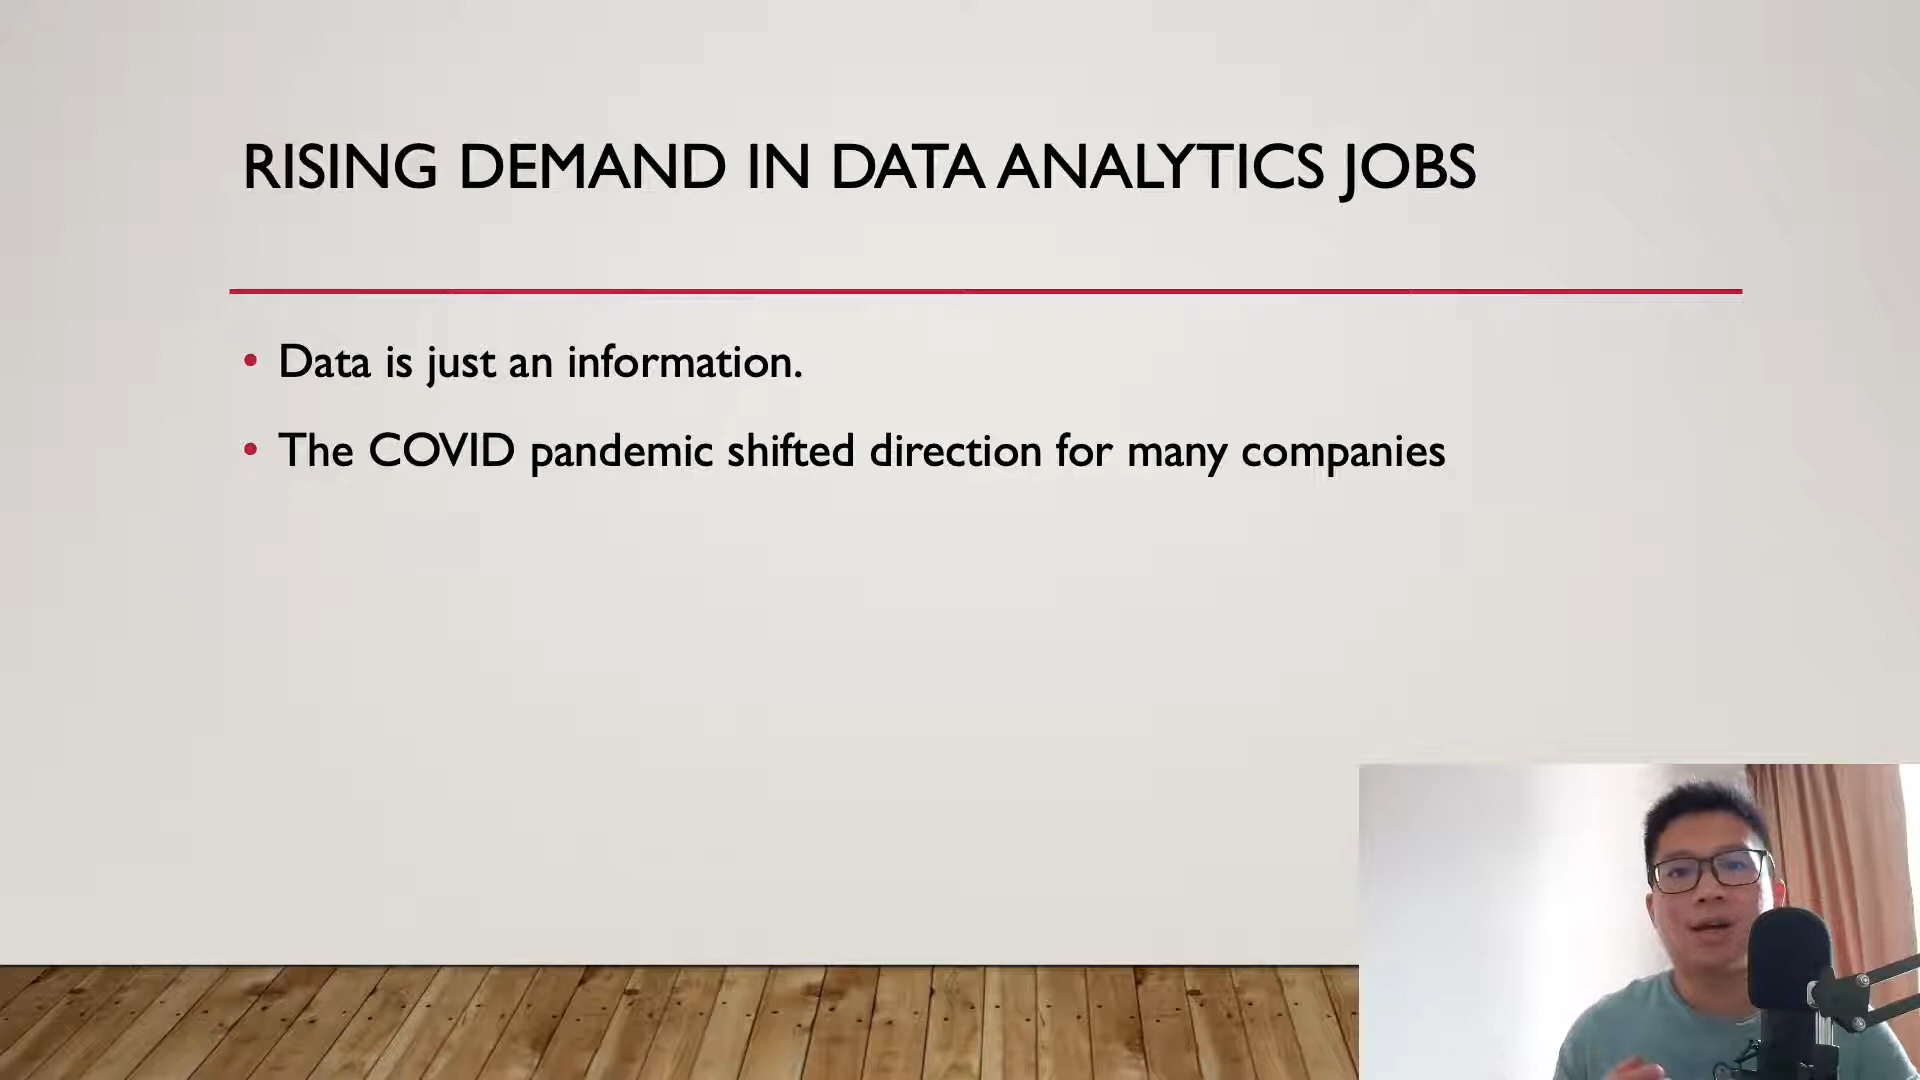 RISING DEMAND IN DATA ANALYTICS JOBS
• Data is just an information.
• The COVID pandemic shifted direction for many companies